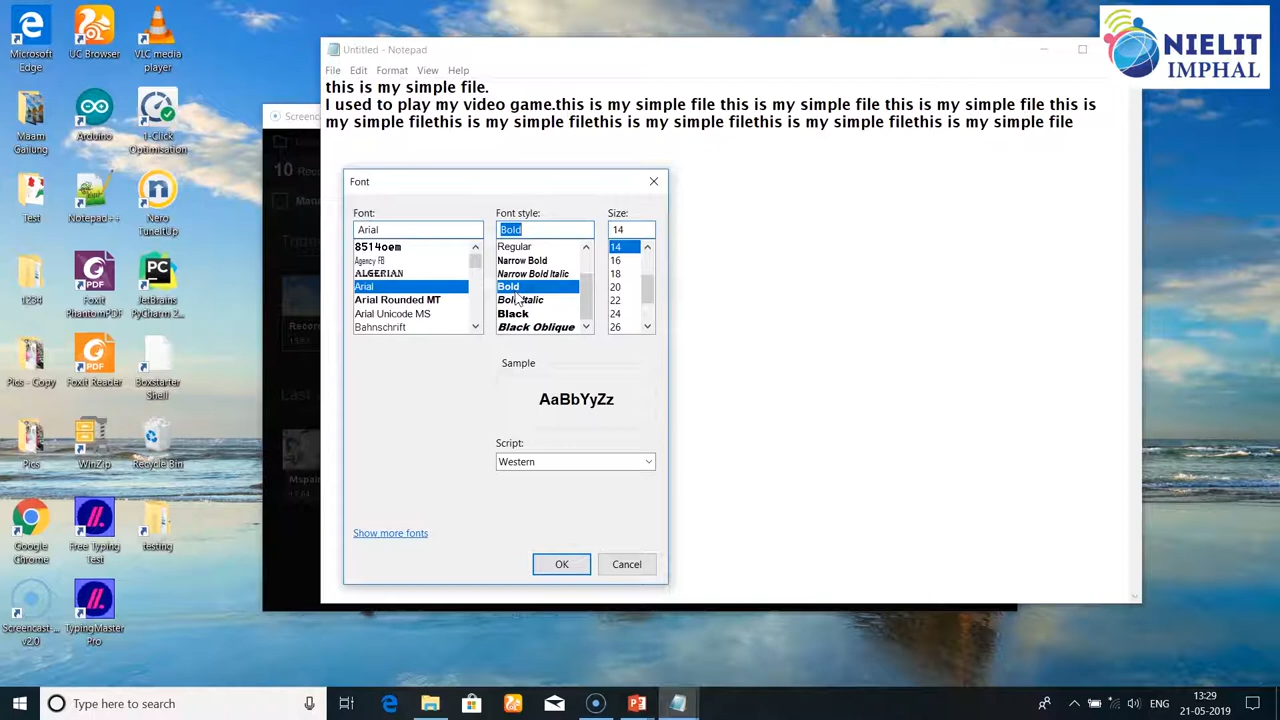 NIELIT
IMPHAL
Microsoft
Edge
UC Browser
VLC media
player
Maam
Gailung
Arduino
1-Click
Optimisation
Test
Notepad++
Nero
TuneItUp
1234
Foxit
PhantomPDF
JetBrains
PyCharm 2...
Pics - Copy
Foxit Reader
Boxstarter
Shell
Pics
WinZip
Recycle Bin
Google
Chrome
Free Typing
Test
testing
Screencast-...
v2.0
TypingMaster
Pro
Untitled - Notepad
File Edit Format View Help
this is my simple file.
I used to play my video game.this is my simple file this is my simple file this is my simple file this is
my simple filethis is my simple filethis is my simple filethis is my simple filethis is my simple file
10
Font
Font: Font style: Size:
Arial Bold 14
8514oem Regular 14
Agency FB Narrow Bold 16
ALGERIAN Narrow Bold Italic 18
Arial Bold 20
Arial Rounded MT Bold Italic 22
Arial Unicode MS Black 24
Bahnschrift Black Oblique 26
Sample
AaBbYyZz
Script:
Western
Show more fonts
OK Cancel
Type here to search
ENG
13:29
21-05-2019